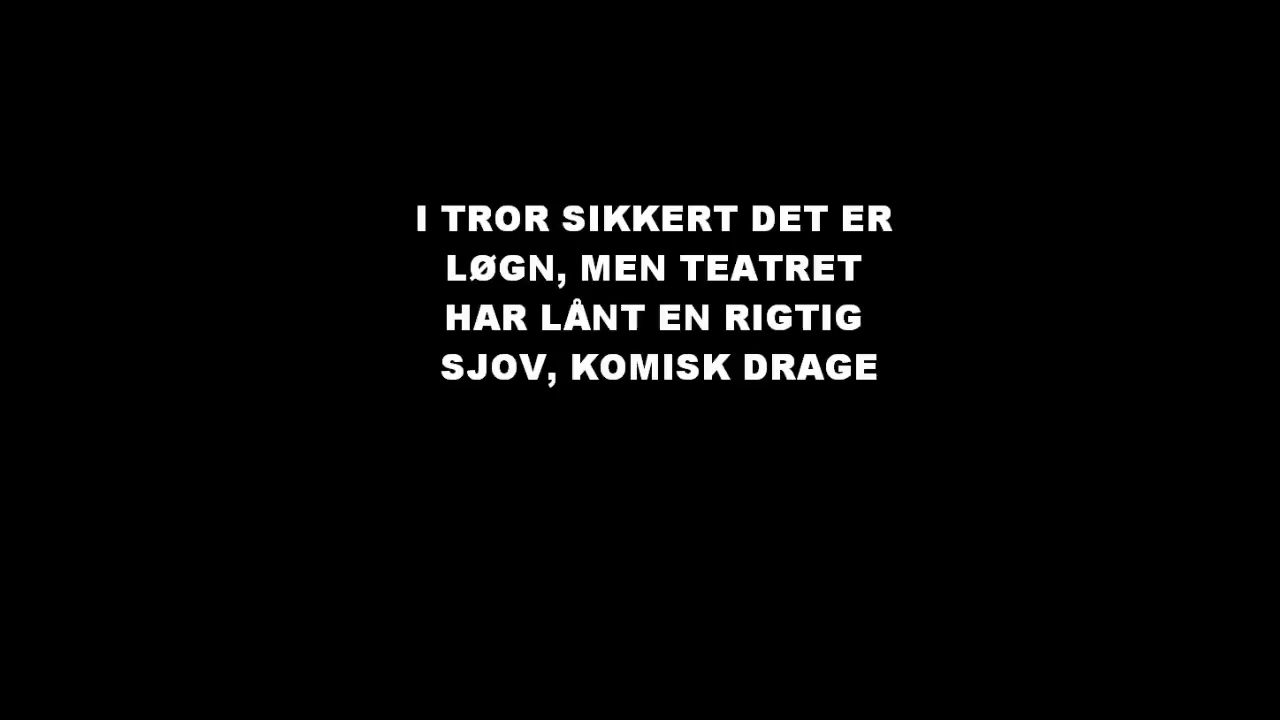 I TROR SIKKERT DET ER
LØGN, MEN TEATRET
HAR LÅNT EN RIGTIG
SJOV, KOMISK DRAGE